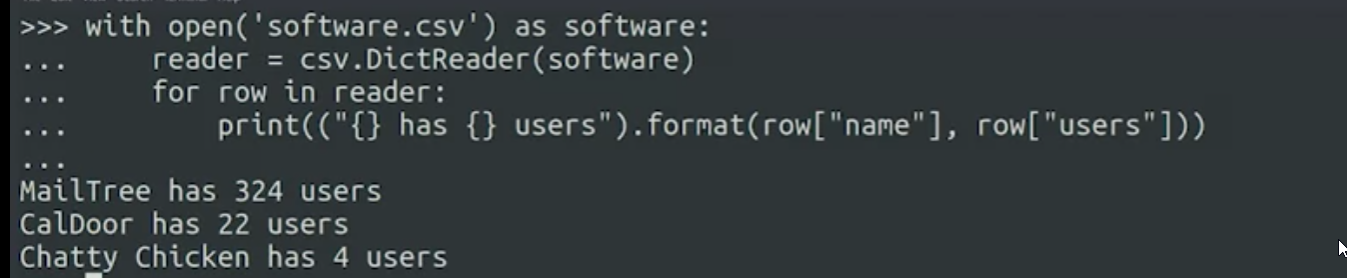 >>> with open('software.csv') as software:
...     reader = csv.DictReader(software)
...     for row in reader:
...         print(("{} has {} users").format(row["name"], row["users"]))
...
MailTree has 324 users
CalDoor has 22 users
Chatty Chicken has 4 users